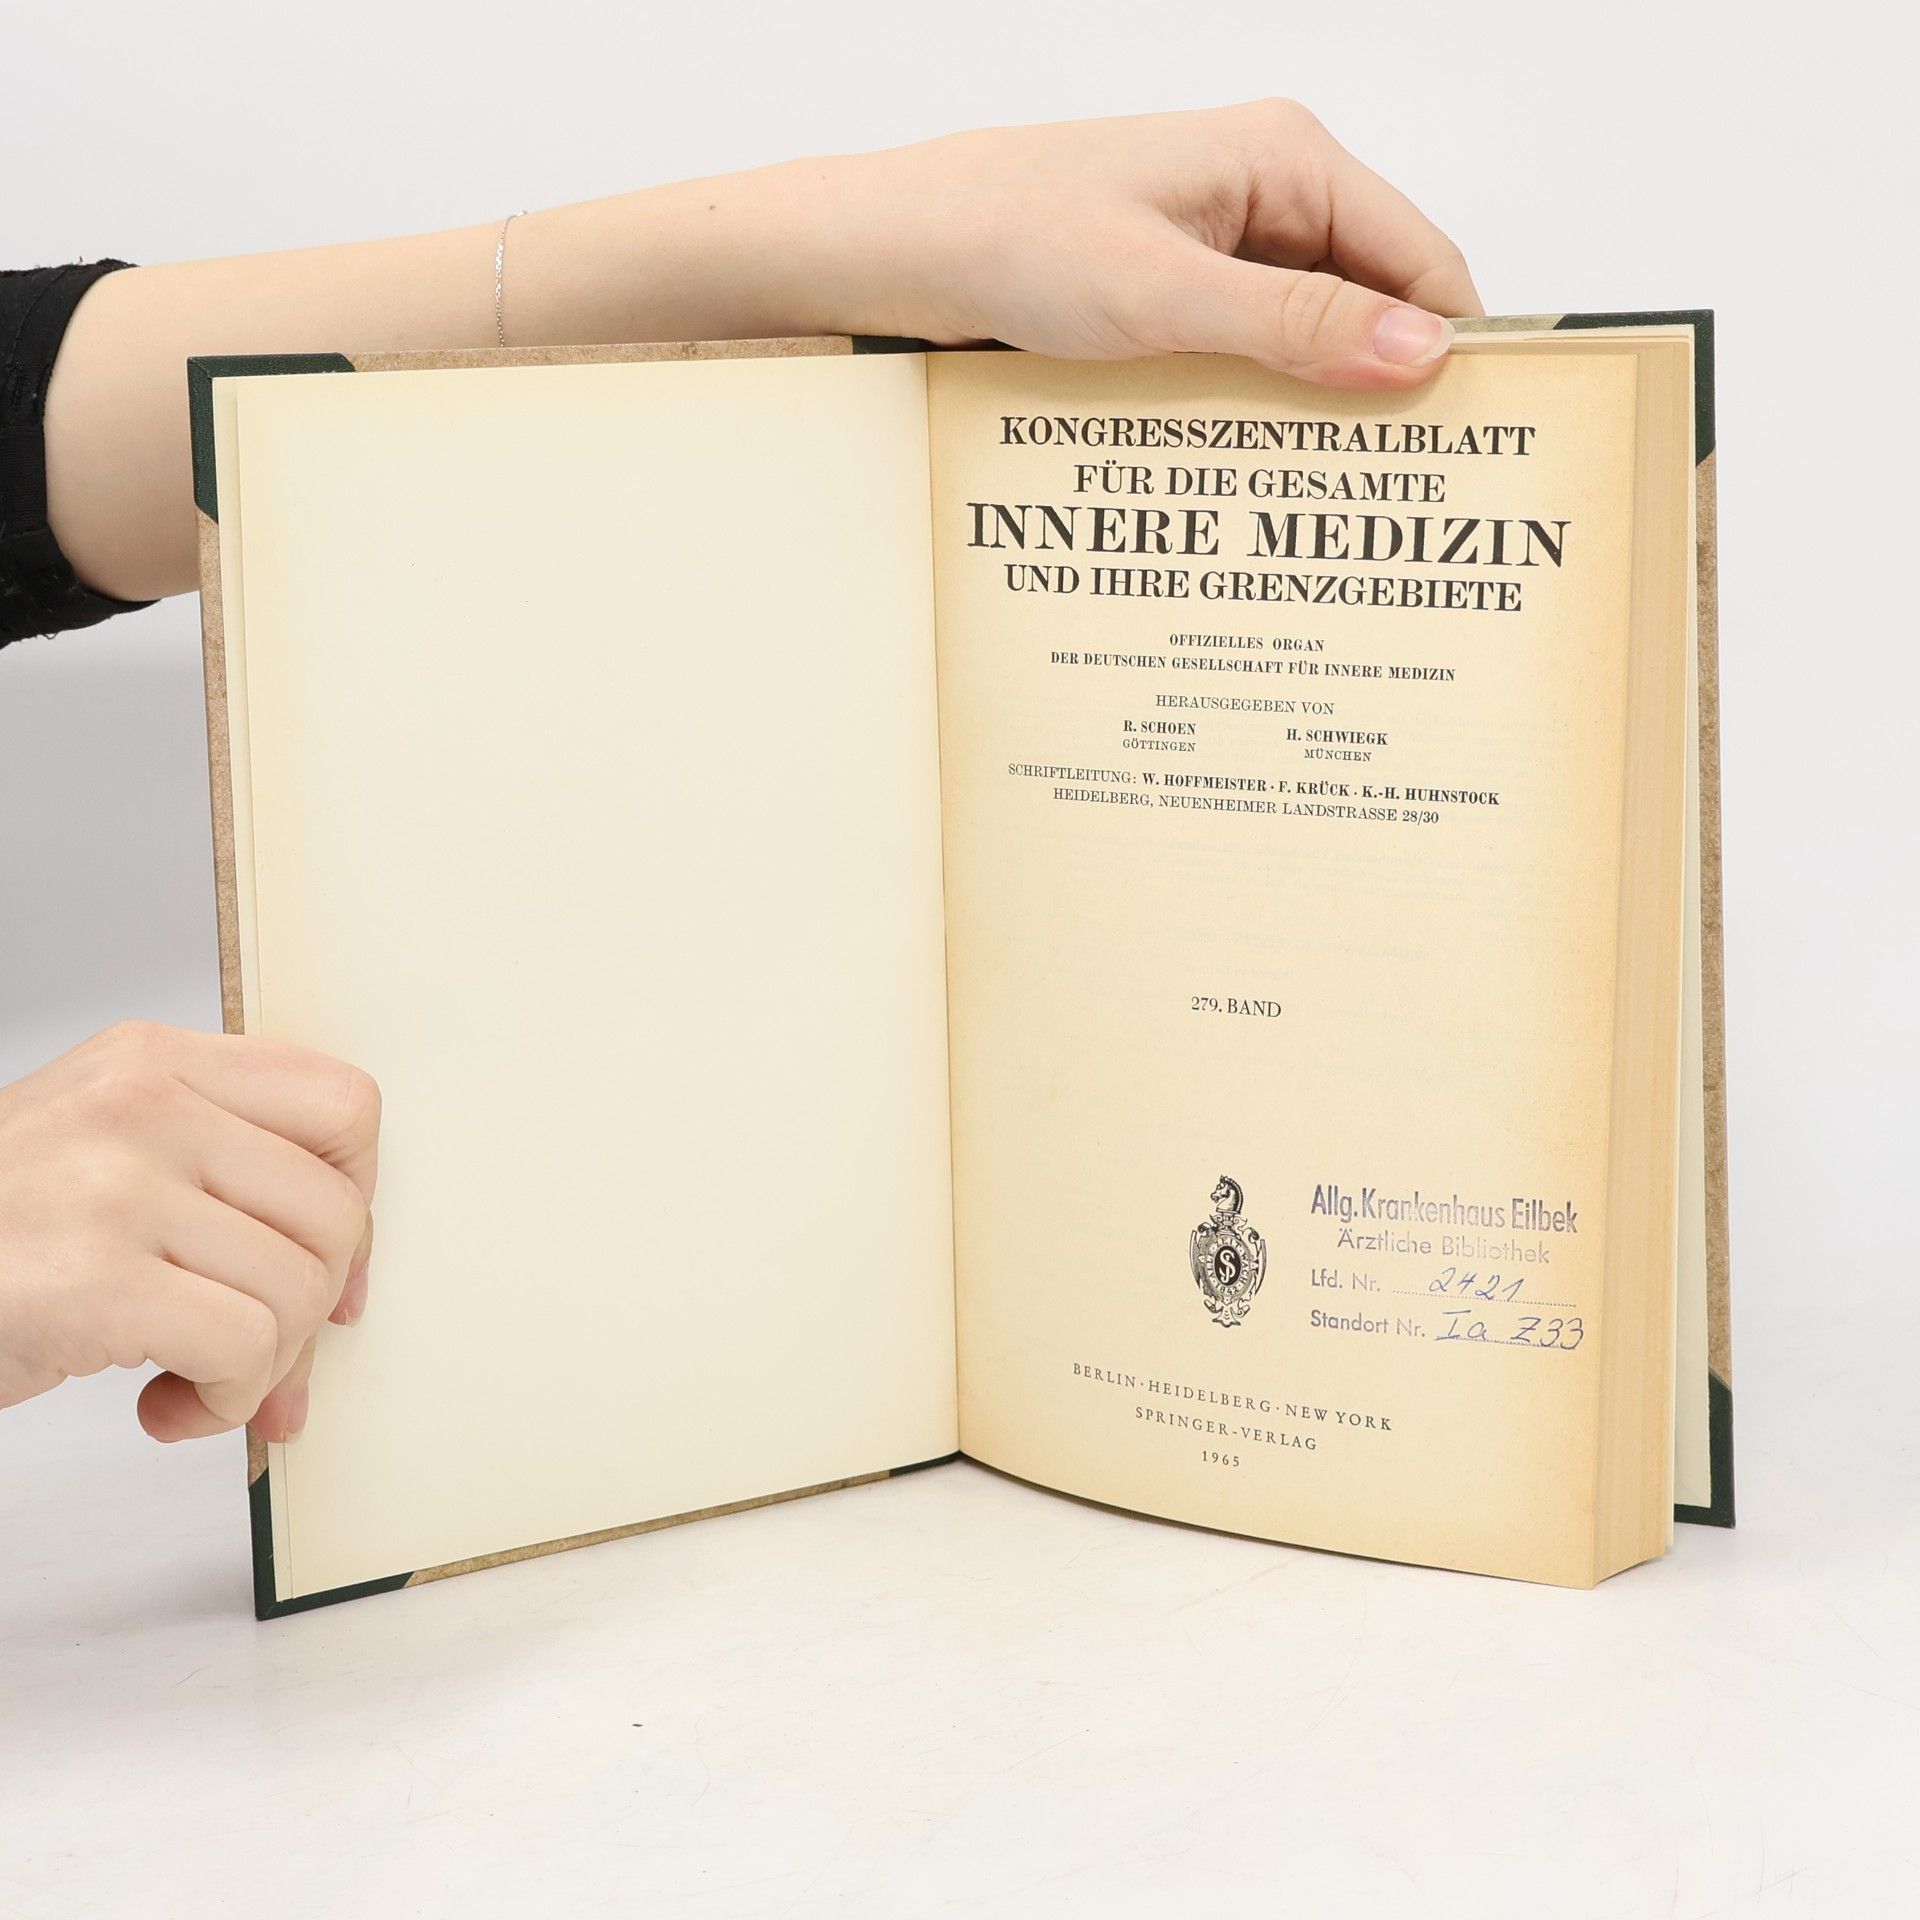 KONGRESSZENTRALBLATT
FÜR DIE GESAMTE
INNERE MEDIZIN
UND IHRE GRENZGEBIETE
OFFIZIELLES ORGAN
DER DEUTSCHEN GESELLSCHAFT FÜR INNERE MEDIZIN
HERAUSGEGEBEN VON
R. SCHOEN H. SCHWIEGK
GÖTTINGEN MÜNCHEN
SCHRIFTLEITUNG: W. HOFFMEISTER · F. KRÜCK · K.-H. HUHNSTOCK
HEIDELBERG, NEUENHEIMER LANDSTRASSE 28/30
279. BAND
Allg. Krankenhaus Eilbek
Ärztliche Bibliothek
Lfd. Nr. 2421
Standort Nr. Ia Z33
BERLIN · HEIDELBERG · NEW YORK
SPRINGER-VERLAG
1965